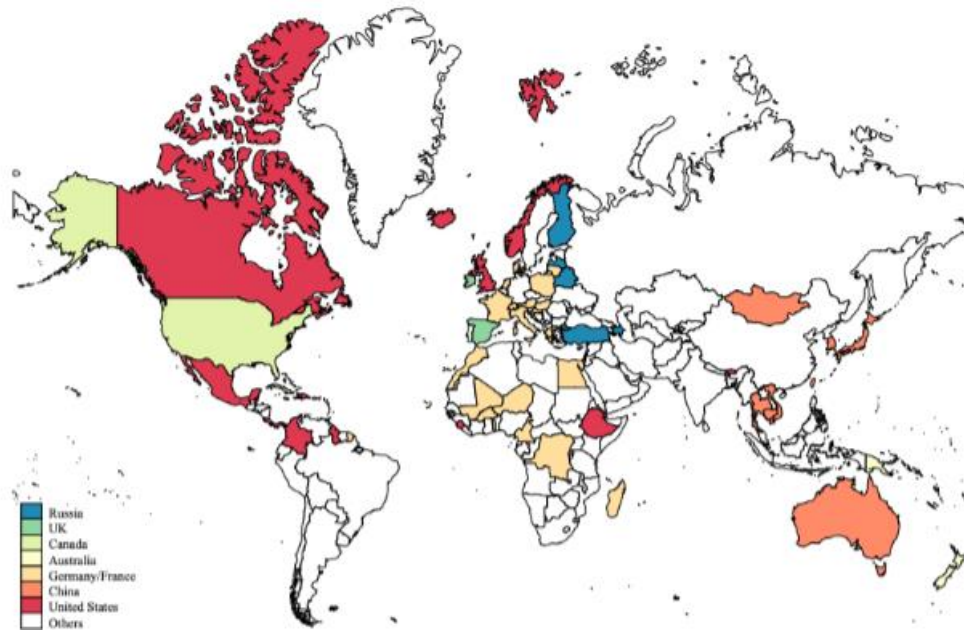 Russia
UK
Canada
Australia
Germany/France
China
United States
Others